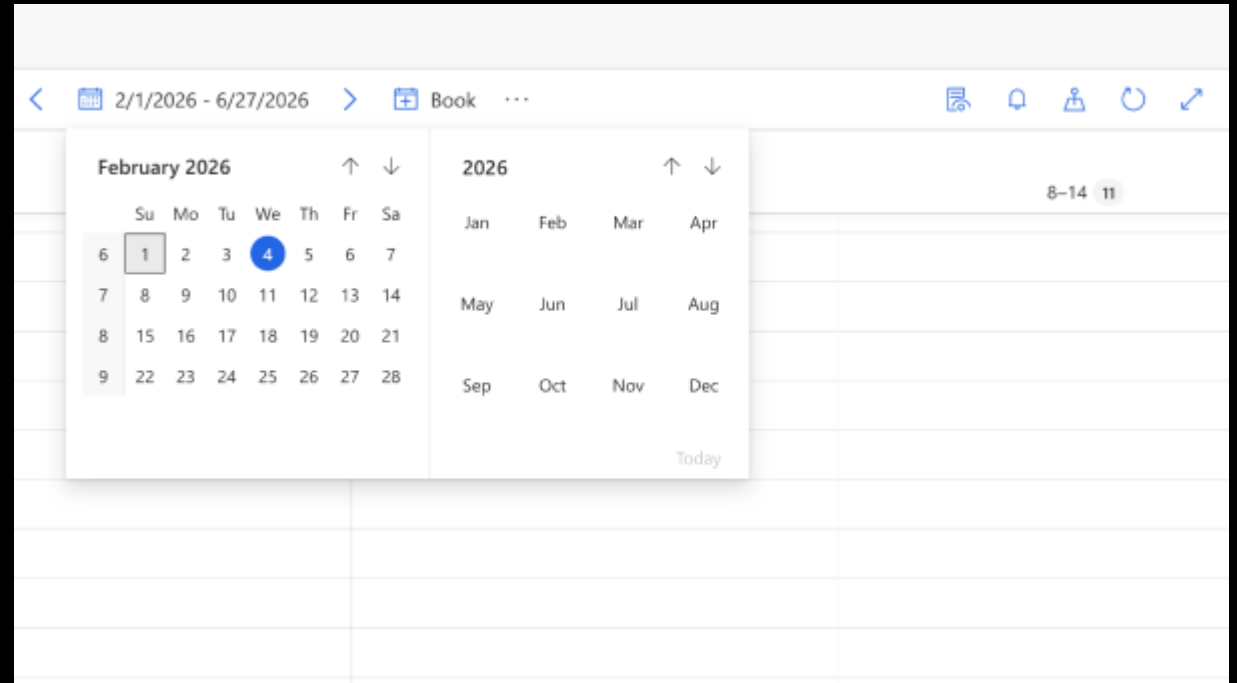 2/1/2026 - 6/27/2026 Book ···
February 2026
Su Mo Tu We Th Fr Sa
6 1 2 3 4 5 6 7
7 8 9 10 11 12 13 14
8 15 16 17 18 19 20 21
9 22 23 24 25 26 27 28
2026
Jan Feb Mar Apr
May Jun Jul Aug
Sep Oct Nov Dec
Today
8–14 11